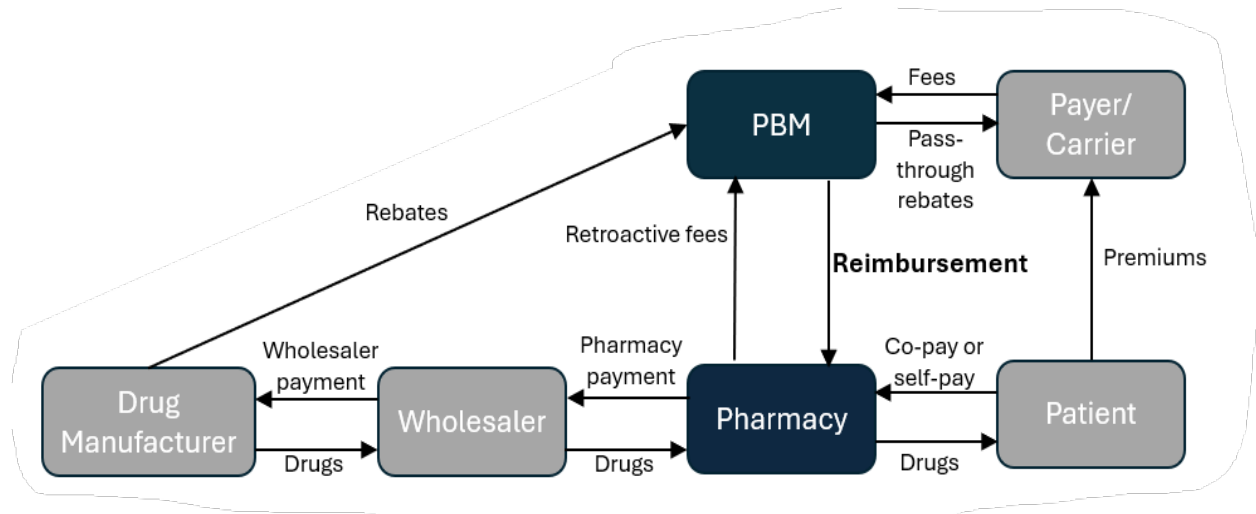 Fees
PBM
Payer/
Carrier
Pass-
through
rebates
Rebates
Retroactive fees
Reimbursement
Premiums
Wholesaler
payment
Pharmacy
payment
Co-pay or
self-pay
Drug
Manufacturer
Wholesaler
Pharmacy
Patient
Drugs
Drugs
Drugs